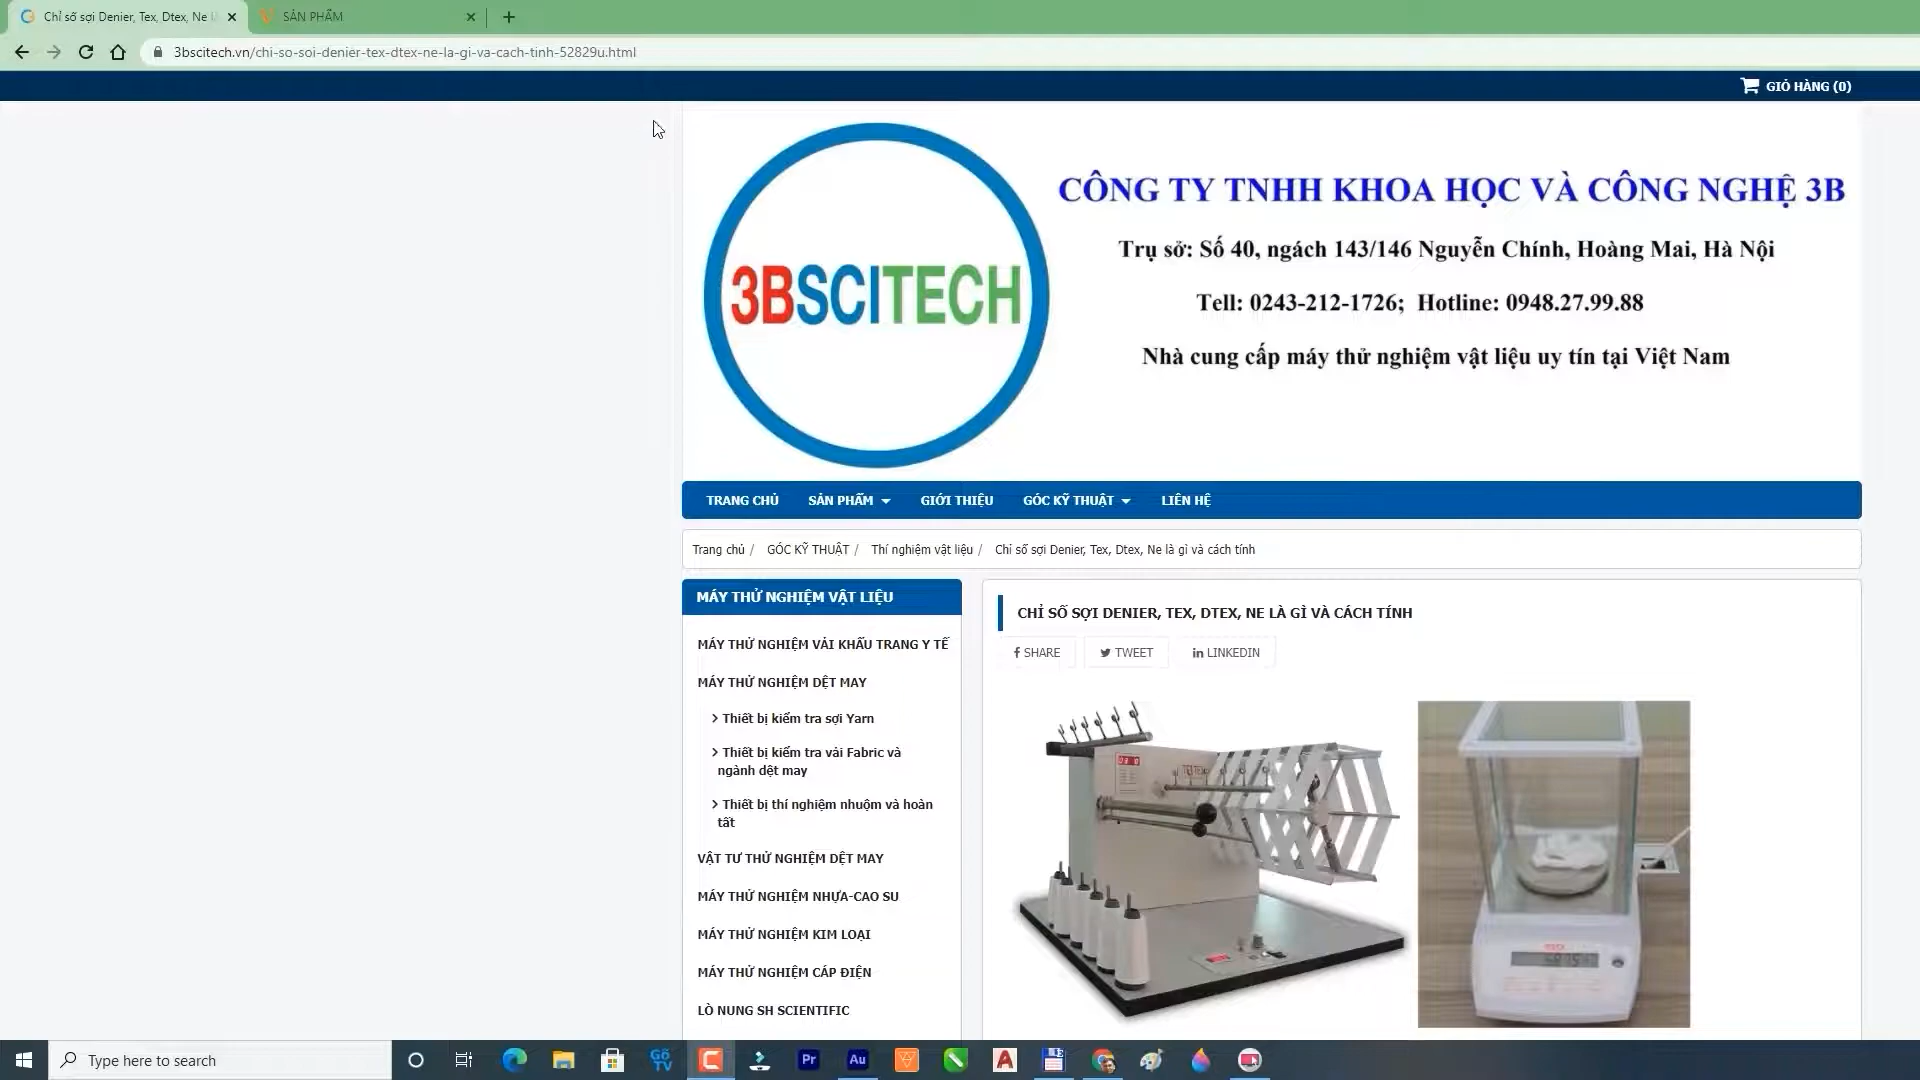 Chỉ số sợi Denier, Tex, Dtex, Ne l
SẢN PHẨM
3bscitech.vn/chi-so-soi-denier-tex-dtex-ne-la-gi-va-cach-tinh-52829u.html
GIỎ HÀNG (0)
3BSCITECH
CÔNG TY TNHH KHOA HỌC VÀ CÔNG NGHỆ 3B
Trụ sở: Số 40, ngách 143/146 Nguyễn Chính, Hoàng Mai, Hà Nội
Tell: 0243-212-1726; Hotline: 0948.27.99.88
Nhà cung cấp máy thử nghiệm vật liệu uy tín tại Việt Nam
TRANG CHỦ SẢN PHẨM GIỚI THIỆU GÓC KỸ THUẬT LIÊN HỆ
Trang chủ / GÓC KỸ THUẬT / Thí nghiệm vật liệu / Chỉ số sợi Denier, Tex, Dtex, Ne là gì và cách tính
MÁY THỬ NGHIỆM VẬT LIỆU
MÁY THỬ NGHIỆM VẢI KHẨU TRANG Y TẾ
MÁY THỬ NGHIỆM DỆT MAY
Thiết bị kiểm tra sợi Yarn
Thiết bị kiểm tra vải Fabric và
ngành dệt may
Thiết bị thí nghiệm nhuộm và hoàn
tất
VẬT TƯ THỬ NGHIỆM DỆT MAY
MÁY THỬ NGHIỆM NHỰA-CAO SU
MÁY THỬ NGHIỆM KIM LOẠI
MÁY THỬ NGHIỆM CÁP ĐIỆN
LÒ NUNG SH SCIENTIFIC
CHỈ SỐ SỢI DENIER, TEX, DTEX, NE LÀ GÌ VÀ CÁCH TÍNH
SHARE TWEET LINKEDIN
Type here to search
Gõ
TV
Pr
Au